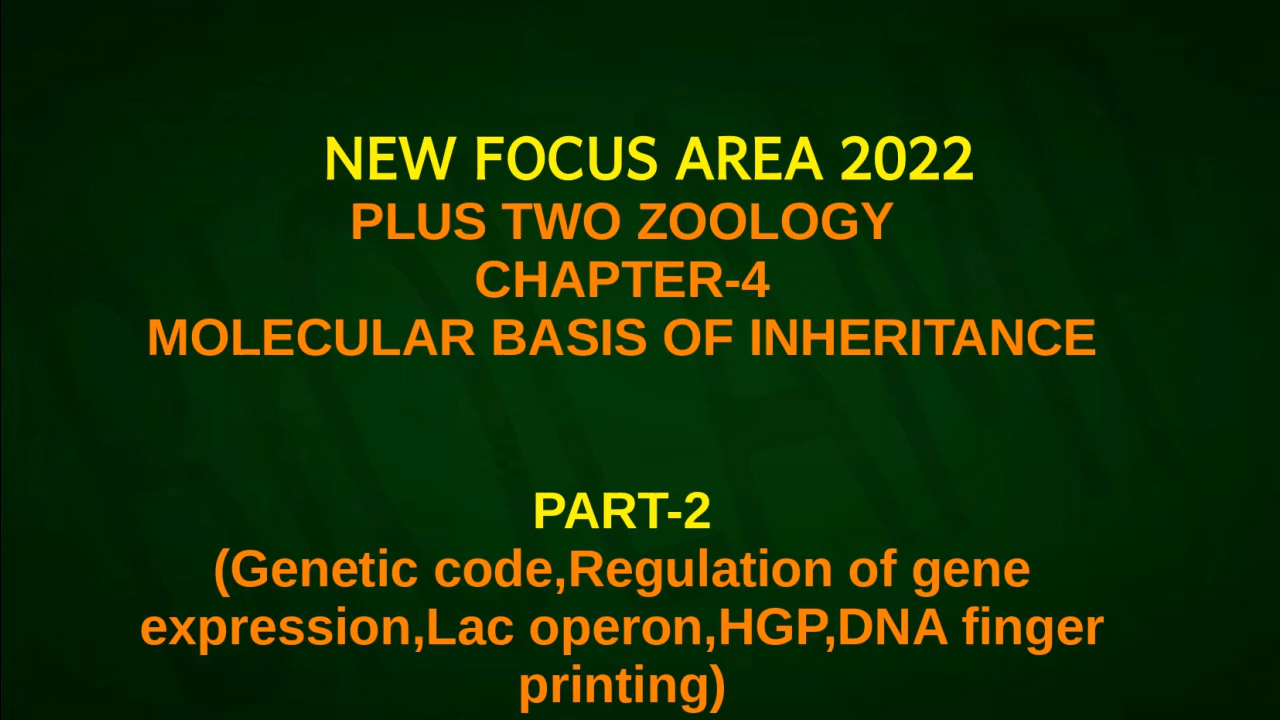 NEW FOCUS AREA 2022
PLUS TWO ZOOLOGY
CHAPTER-4
MOLECULAR BASIS OF INHERITANCE
PART-2
(Genetic code,Regulation of gene
expression,Lac operon,HGP,DNA finger
printing)